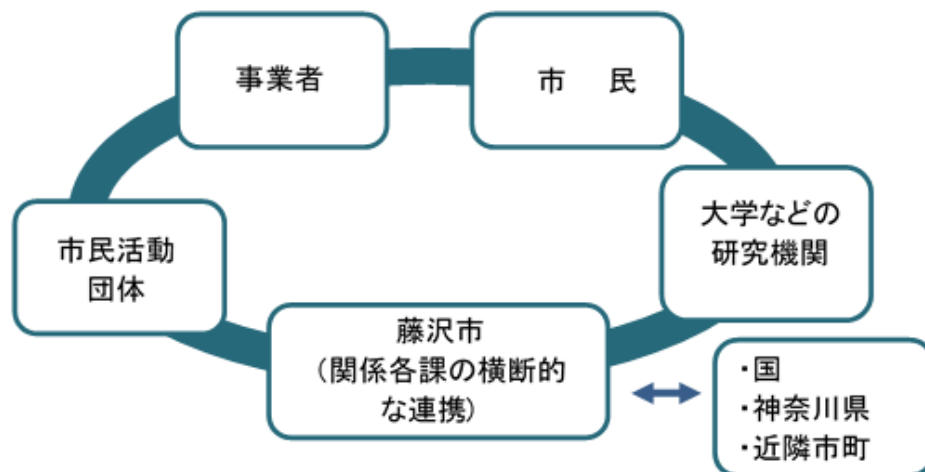 事業者
市　民
大学などの
研究機関
市民活動
団体
藤沢市
（関係各課の横断的
な連携）
・国
・神奈川県
・近隣市町